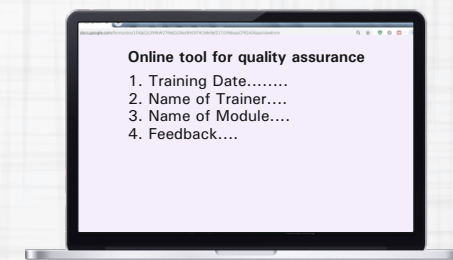 Online tool for quality assurance
1. Training Date........
2. Name of Trainer....
3. Name of Module....
4. Feedback....